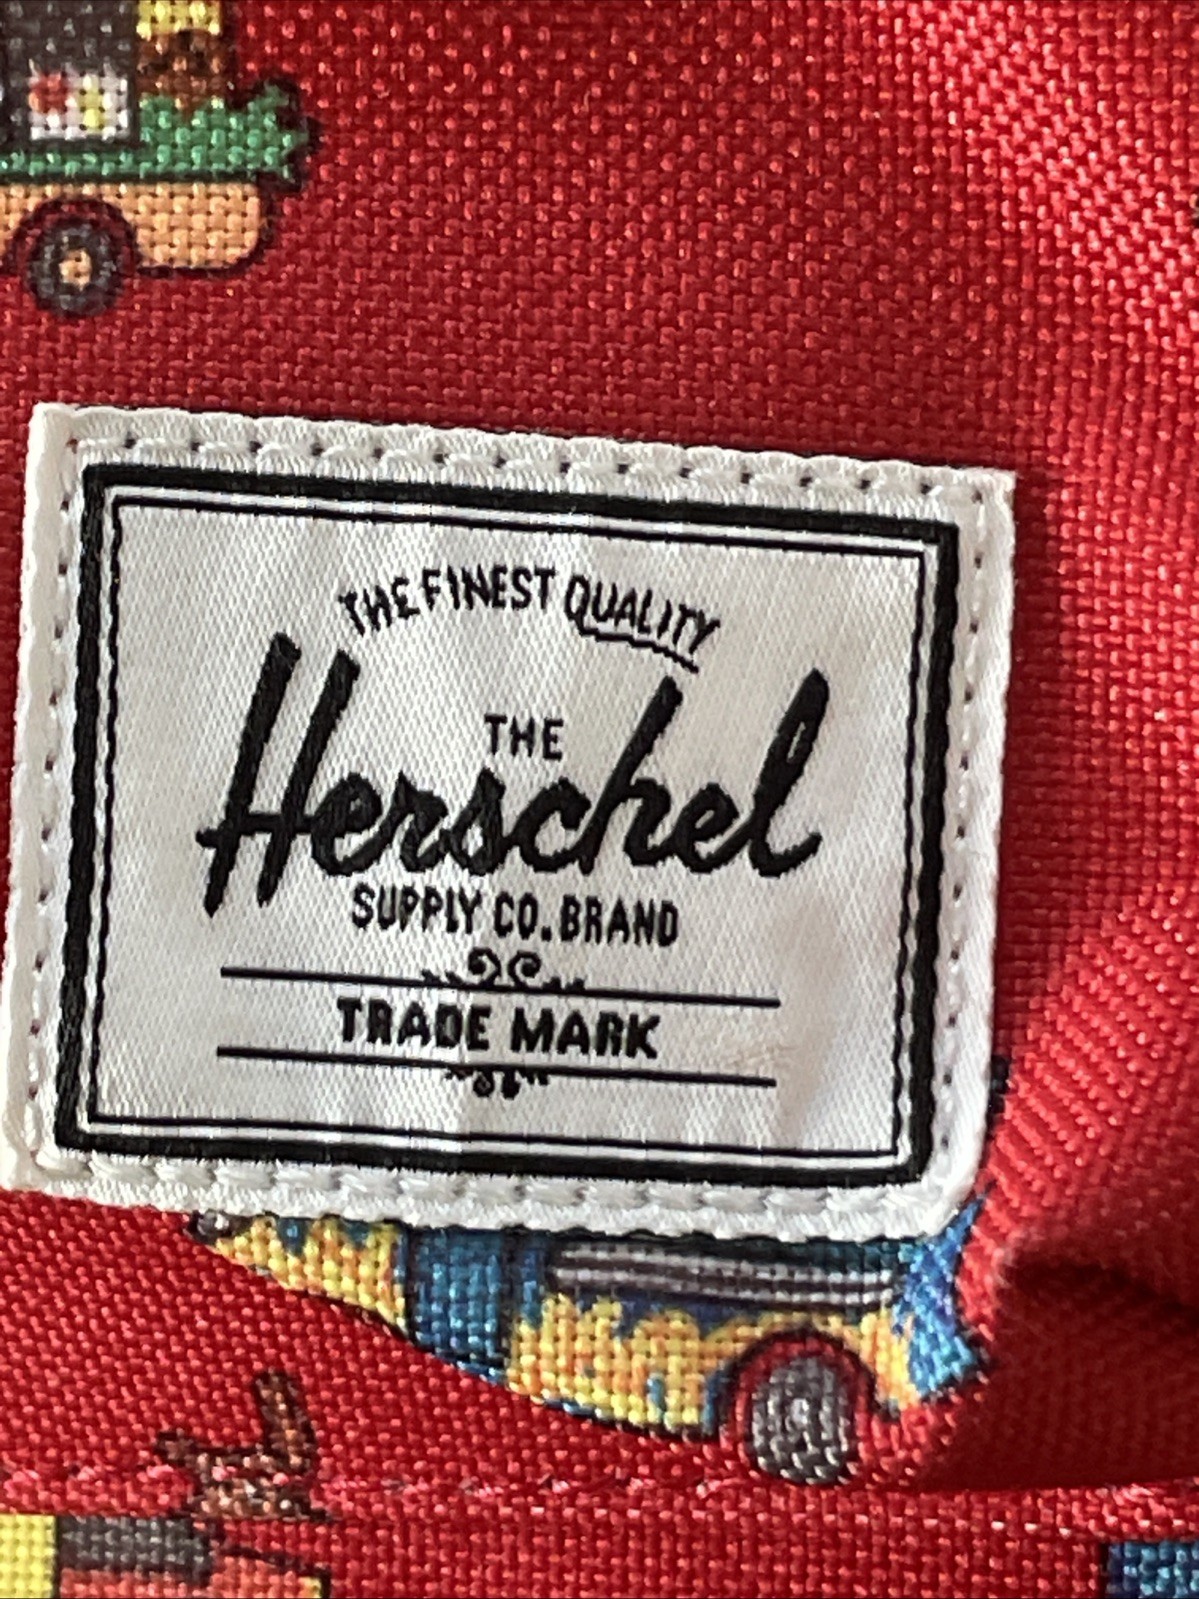 THE FINEST QUALITY
THE
Herschel
SUPPLY CO. BRAND
TRADE MARK